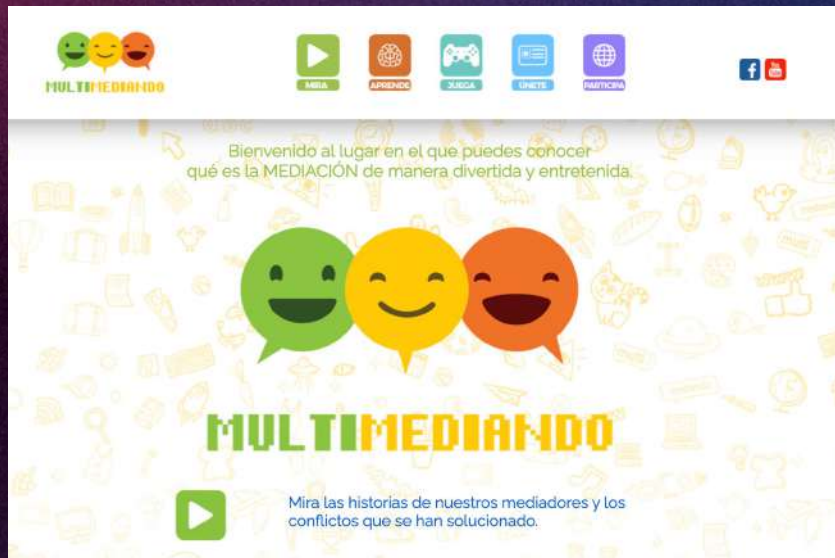 MULTIMEDIANDO
MIRA
APRENDE
JUEGA
ÚNETE
PARTICIPA
f
You
Bienvenido al lugar en el que puedes conocer
qué es la MEDIACIÓN de manera divertida y entretenida.
MULTIMEDIANDO
Mira las historias de nuestros mediadores y los
conflictos que se han solucionado.